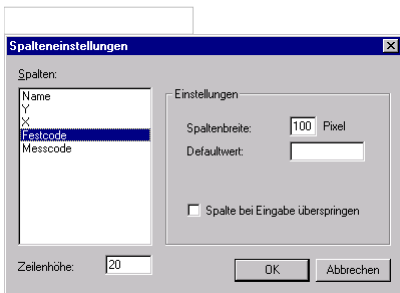 Spalteneinstellungen
Spalten:
Name
Y
X
Festcode
Messcode
Einstellungen
Spaltenbreite: 100 Pixel
Defaultwert:
Spalte bei Eingabe überspringen
Zeilenhöhe: 20
OK Abbrechen